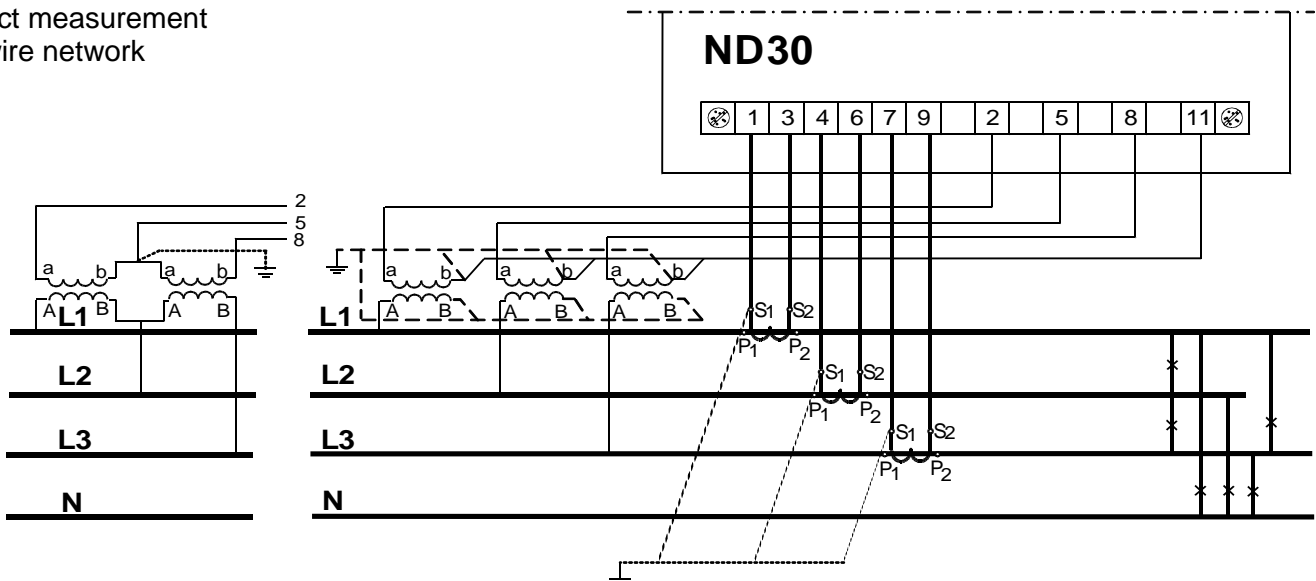 ct measurement
wire network
ND30
1 3 4 6 7 9 2 5 8 11
2
5
8
a b a b a b a b a b
A B A B A B A B A B
L1 L1
S1 S2
P1 P2
L2 L2
S1 S2
P1 P2
L3 L3
S1 S2
P1 P2
N N